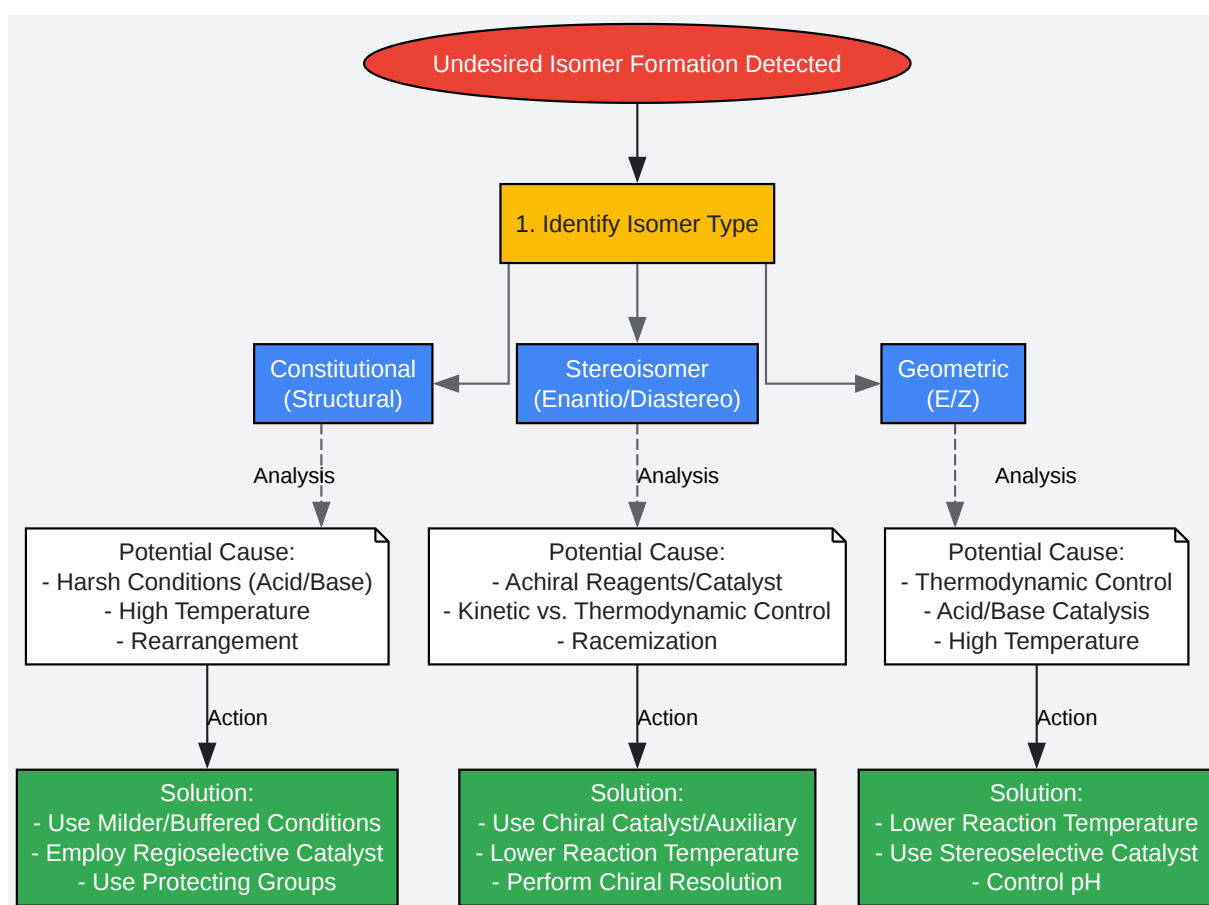 Undesired Isomer Formation Detected
1. Identify Isomer Type
Constitutional
(Structural)
Stereoisomer
(Enantio/Diastereo)
Geometric
(E/Z)
Analysis
Analysis
Analysis
Potential Cause:
- Harsh Conditions (Acid/Base)
- High Temperature
- Rearrangement
Potential Cause:
- Achiral Reagents/Catalyst
- Kinetic vs. Thermodynamic Control
- Racemization
Potential Cause:
- Thermodynamic Control
- Acid/Base Catalysis
- High Temperature
Action
Action
Action
Solution:
- Use Milder/Buffered Conditions
- Employ Regioselective Catalyst
- Use Protecting Groups
Solution:
- Use Chiral Catalyst/Auxiliary
- Lower Reaction Temperature
- Perform Chiral Resolution
Solution:
- Lower Reaction Temperature
- Use Stereoselective Catalyst
- Control pH